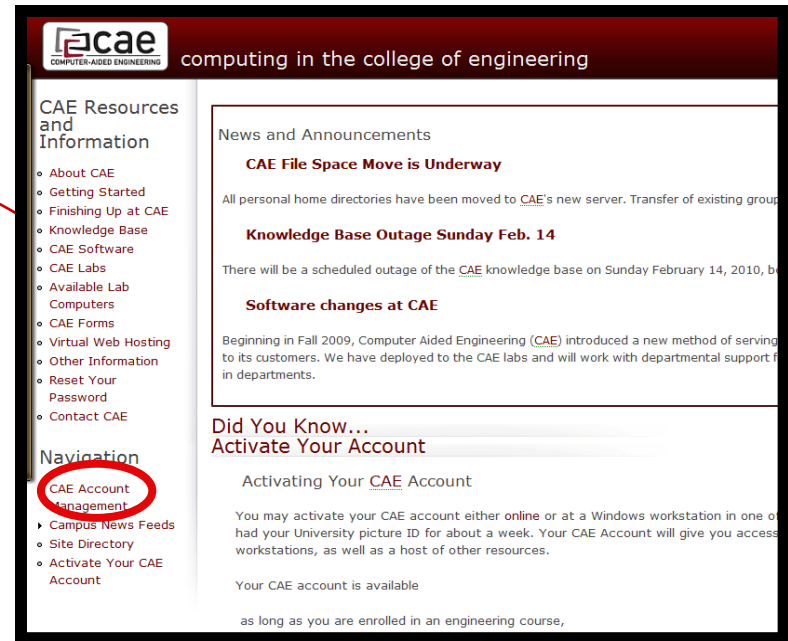 cae
COMPUTER-AIDED ENGINEERING
computing in the college of engineering
CAE Resources
and
Information
About CAE
Getting Started
Finishing Up at CAE
Knowledge Base
CAE Software
CAE Labs
Available Lab
Computers
CAE Forms
Virtual Web Hosting
Other Information
Reset Your
Password
Contact CAE
Navigation
CAE Account
Management
Campus News Feeds
Site Directory
Activate Your CAE
Account
News and Announcements
CAE File Space Move is Underway
All personal home directories have been moved to CAE's new server. Transfer of existing group
Knowledge Base Outage Sunday Feb. 14
There will be a scheduled outage of the CAE knowledge base on Sunday February 14, 2010, b
Software changes at CAE
Beginning in Fall 2009, Computer Aided Engineering (CAE) introduced a new method of serving
to its customers. We have deployed to the CAE labs and will work with departmental support f
in departments.
Did You Know...
Activate Your Account
Activating Your CAE Account
You may activate your CAE account either online or at a Windows workstation in one of
had your University picture ID for about a week. Your CAE Account will give you access
workstations, as well as a host of other resources.
Your CAE account is available
as long as you are enrolled in an engineering course,